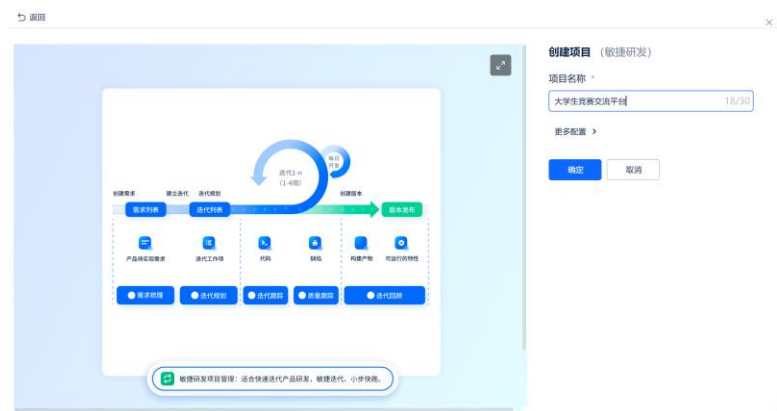 返回
创建项目 （敏捷研发）
项目名称
大学生竞赛交流平台
18/30
更多配置
确定
取消
每日
开发
迭代1-n
(1-4周)
创建需求
建立迭代
迭代规划
创建版本
需求列表
迭代列表
版本发布
产品待实现需求
迭代工作项
代码
缺陷
构建产物
可运行的特性
需求梳理
迭代规划
迭代跟踪
质量跟踪
迭代回顾
敏捷研发项目管理：适合快速迭代产品研发，敏捷迭代、小步快跑。